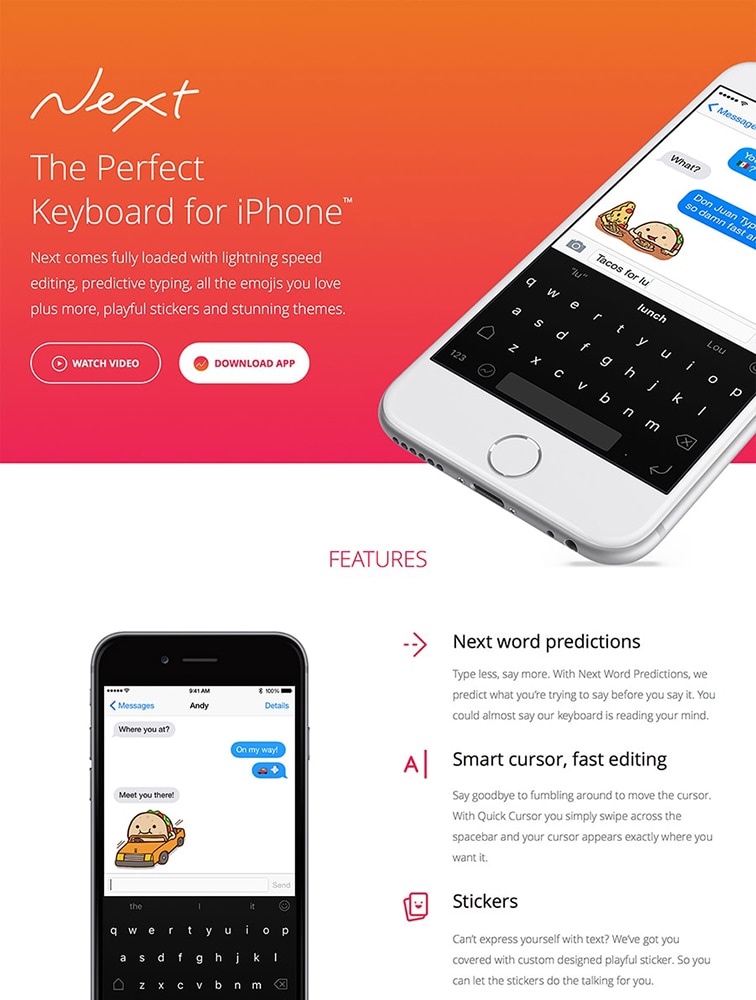 Next
The Perfect
Keyboard for iPhone™
Next comes fully loaded with lightning speed
editing, predictive typing, all the emojis you love
plus more, playful stickers and stunning themes.
WATCH VIDEO
DOWNLOAD APP
Message
What?
You
?
Don Juan Typ
so damn fast a
Tacos for lu
"lu" lunch Lou
q w e r t y u i o p
a s d f g h j k l
z x c v b n m
123
FEATURES
9:41 AM 100%
Messages Andy Details
Where you at?
On my way!
Meet you there!
Send
the I it
q w e r t y u i o p
a s d f g h j k l
z x c v b n m
Next word predictions
Type less, say more. With Next Word Predictions, we
predict what you’re trying to say before you say it. You
could almost say our keyboard is reading your mind.
A|
Smart cursor, fast editing
Say goodbye to fumbling around to move the cursor.
With Quick Cursor you simply swipe across the
spacebar and your cursor appears exactly where you
want it.
Stickers
Can’t express yourself with text? We’ve got you
covered with custom designed playful sticker. So you
can let the stickers do the talking for you.